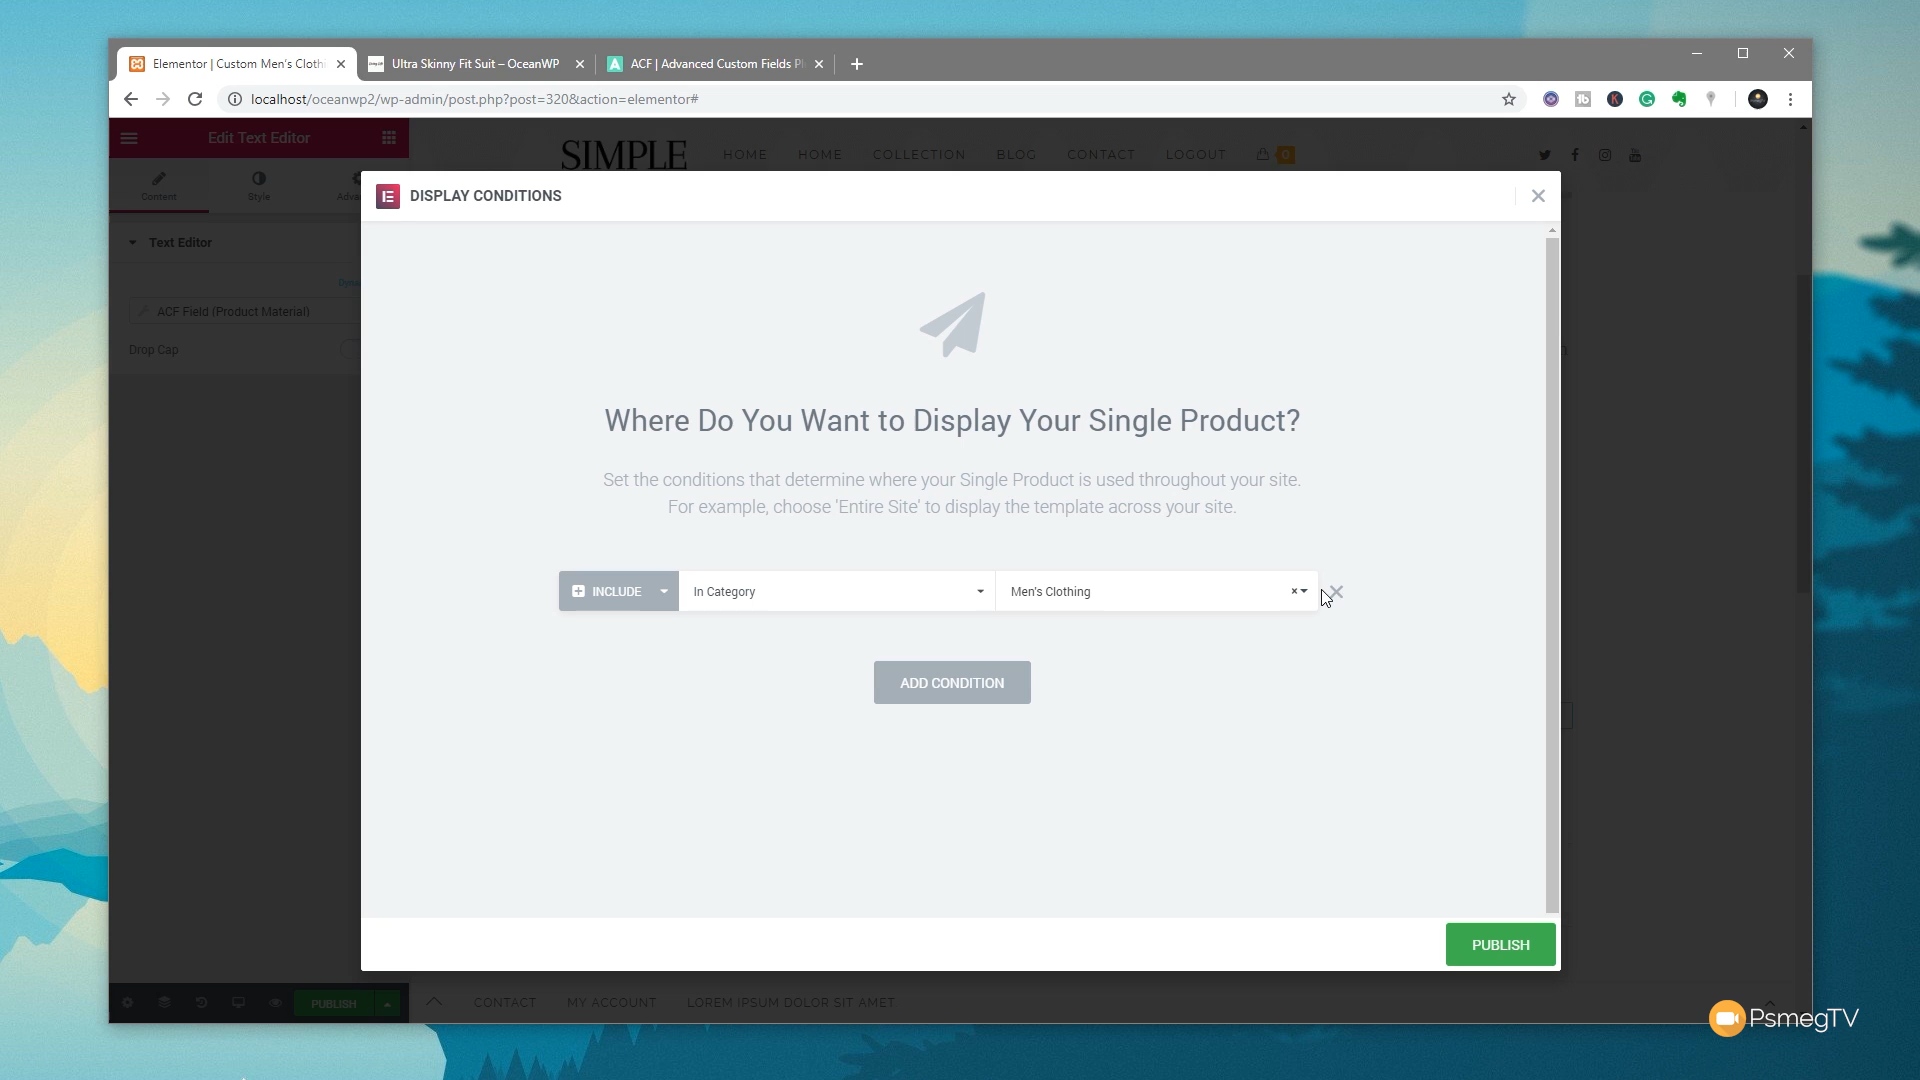 Elementor | Custom Men's Clothi
Ultra Skinny Fit Suit – OceanWP
ACF | Advanced Custom Fields Pl
localhost/oceanwp2/wp-admin/post.php?post=320&action=elementor#
Edit Text Editor
SIMPLE
HOME
HOME
COLLECTION
BLOG
CONTACT
LOGOUT
0
Content
Style
Adva
DISPLAY CONDITIONS
Text Editor
Dyna
ACF Field (Product Material)
Drop Cap
Where Do You Want to Display Your Single Product?
Set the conditions that determine where your Single Product is used throughout your site.
For example, choose 'Entire Site' to display the template across your site.
INCLUDE
In Category
Men's Clothing
ADD CONDITION
PUBLISH
PUBLISH
CONTACT
MY ACCOUNT
LOREM IPSUM DOLOR SIT AMET
PsmegTV